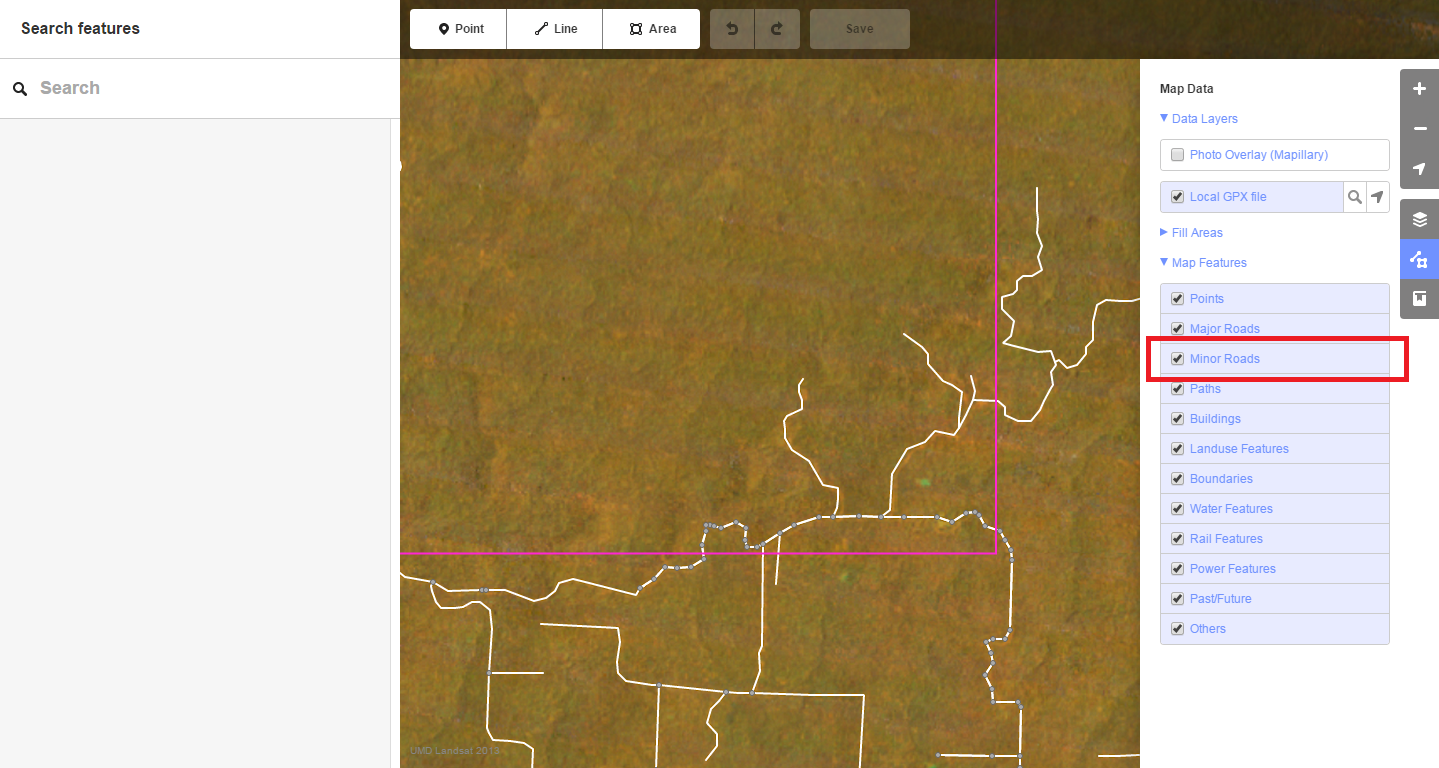 Search features
Point
Line
Area
Save
Search
Map Data
Data Layers
Photo Overlay (Mapillary)
Local GPX file
Fill Areas
Map Features
Points
Major Roads
Minor Roads
Paths
Buildings
Landuse Features
Boundaries
Water Features
Rail Features
Power Features
Past/Future
Others
UMD Landsat 2013